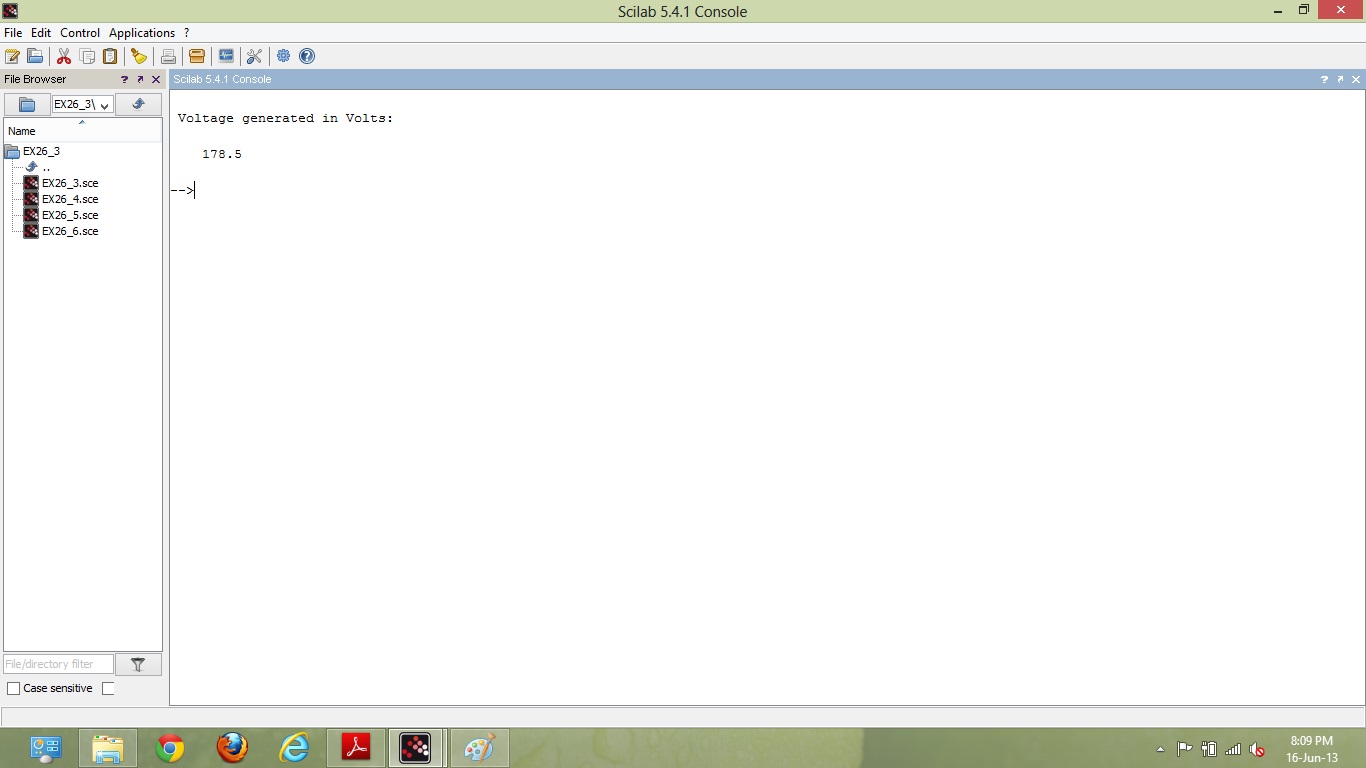 Scilab 5.4.1 Console
File Edit Control Applications ?
File Browser ? 
Scilab 5.4.1 Console ?
EX26_3\
Name
EX26_3
..
EX26_3.sce
EX26_4.sce
EX26_5.sce
EX26_6.sce
File/directory filter
Case sensitive
Voltage generated in Volts:
178.5
-->
8:09 PM
16-Jun-13